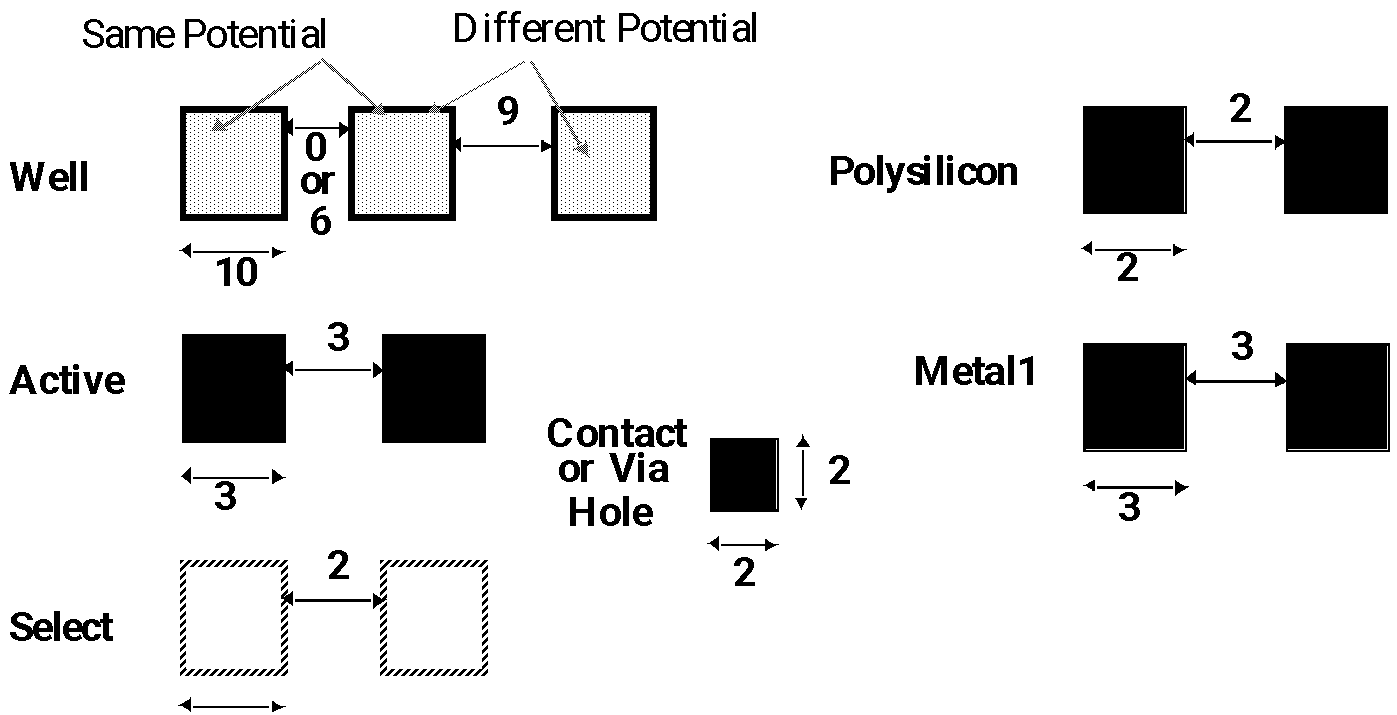 Same Potential
Different Potential
Well
0
or
6
9
10
Polysilicon
2
2
Active
3
3
Metal1
3
3
Contact
or Via
Hole
2
2
Select
2